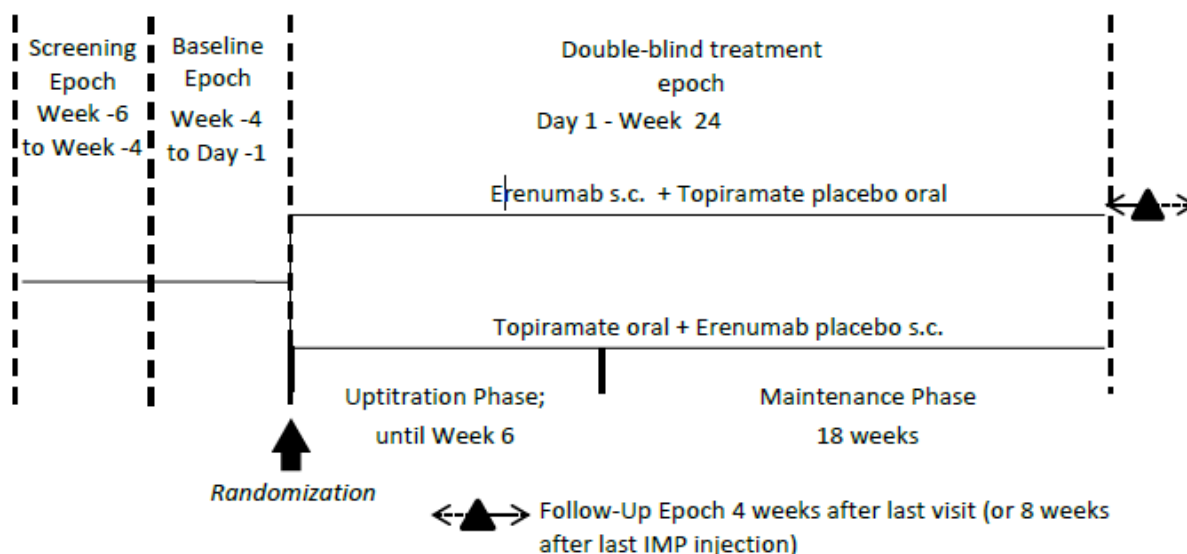 Screening
Epoch
Week -6
to Week -4
Baseline
Epoch
Week -4
to Day -1
Double-blind treatment
epoch
Day 1 - Week 24
Erenumab s.c. + Topiramate placebo oral
Topiramate oral + Erenumab placebo s.c.
Uptitration Phase;
until Week 6
Maintenance Phase
18 weeks
Randomization
Follow-Up Epoch 4 weeks after last visit (or 8 weeks
after last IMP injection)